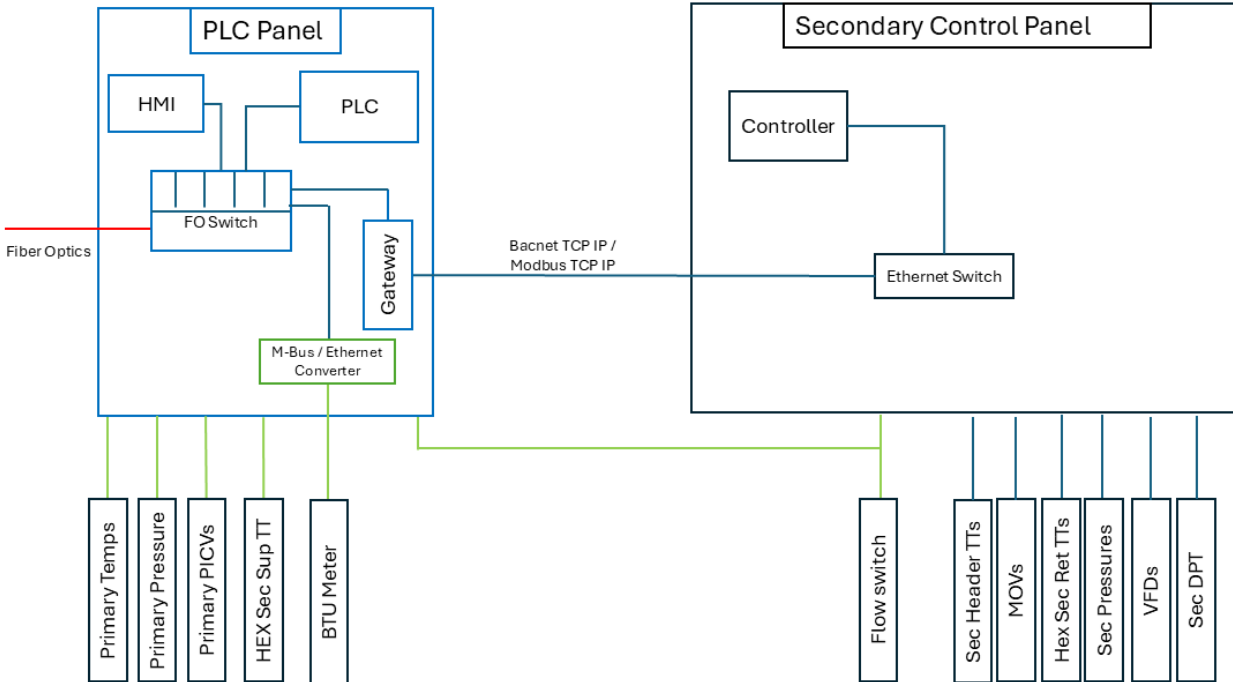 PLC Panel
Secondary Control Panel
HMI
PLC
Controller
FO Switch
Fiber Optics
Gateway
Bacnet TCP IP /
Modbus TCP IP
Ethernet Switch
M-Bus / Ethernet
Converter
Primary Temps
Primary Pressure
Primary PICVs
HEX Sec Sup TT
BTU Meter
Flow switch
Sec Header TTs
MOVs
Hex Sec Ret TTs
Sec Pressures
VFDs
Sec DPT